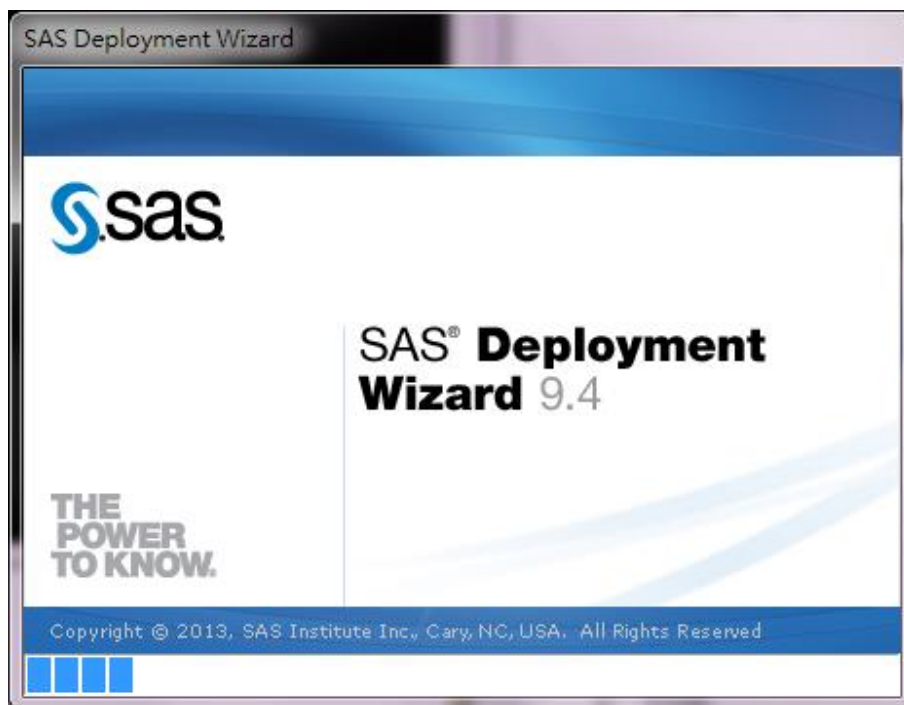 SAS Deployment Wizard
sas
SAS® Deployment
Wizard 9.4
THE
POWER
TO KNOW.
Copyright © 2013, SAS Institute Inc., Cary, NC, USA. All Rights Reserved